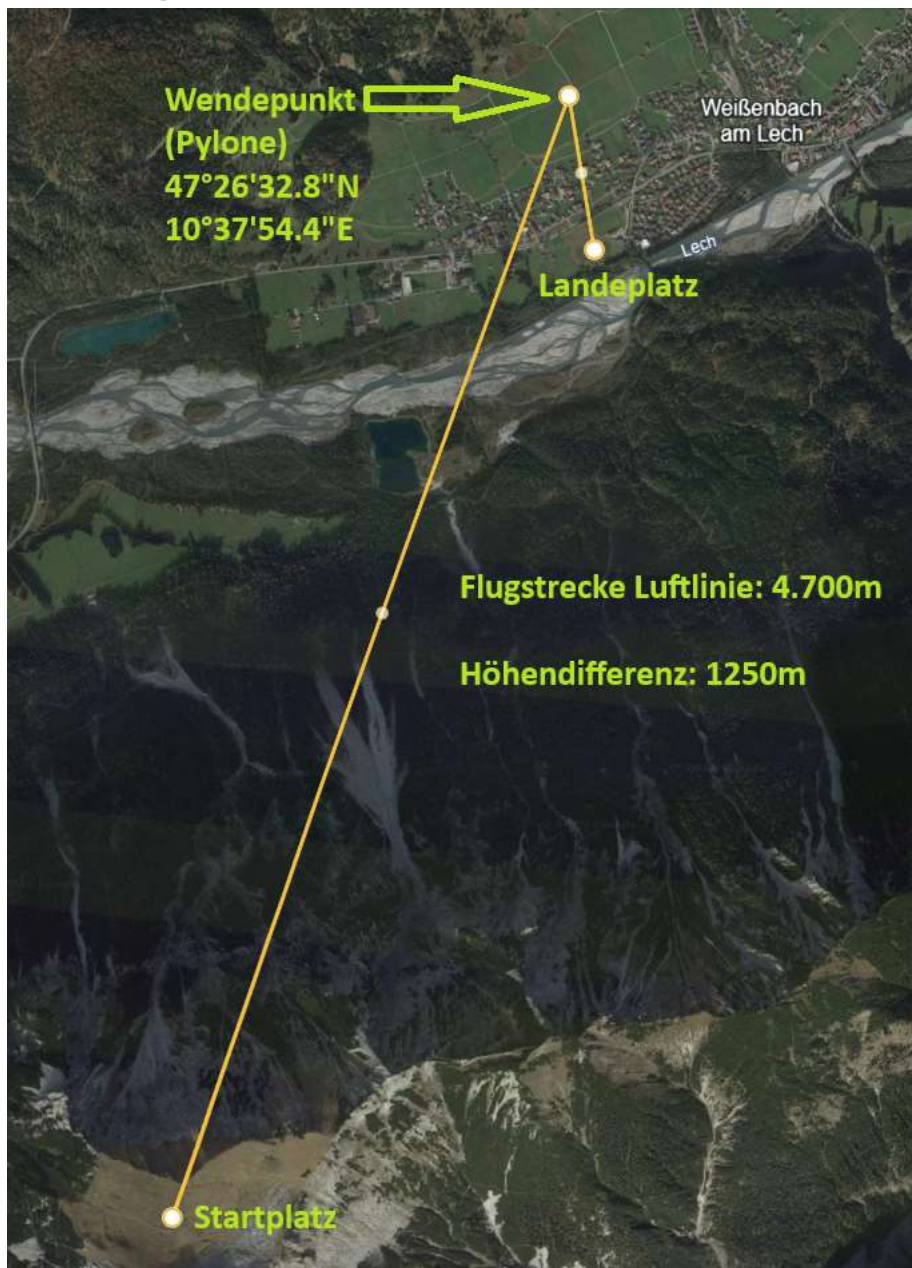 Wendepunkt
(Pylone)
47°26'32.8"N
10°37'54.4"E
Weißenbach
am Lech
Lech
Landeplatz
Flugstrecke Luftlinie: 4.700m
Höhendifferenz: 1250m
Startplatz